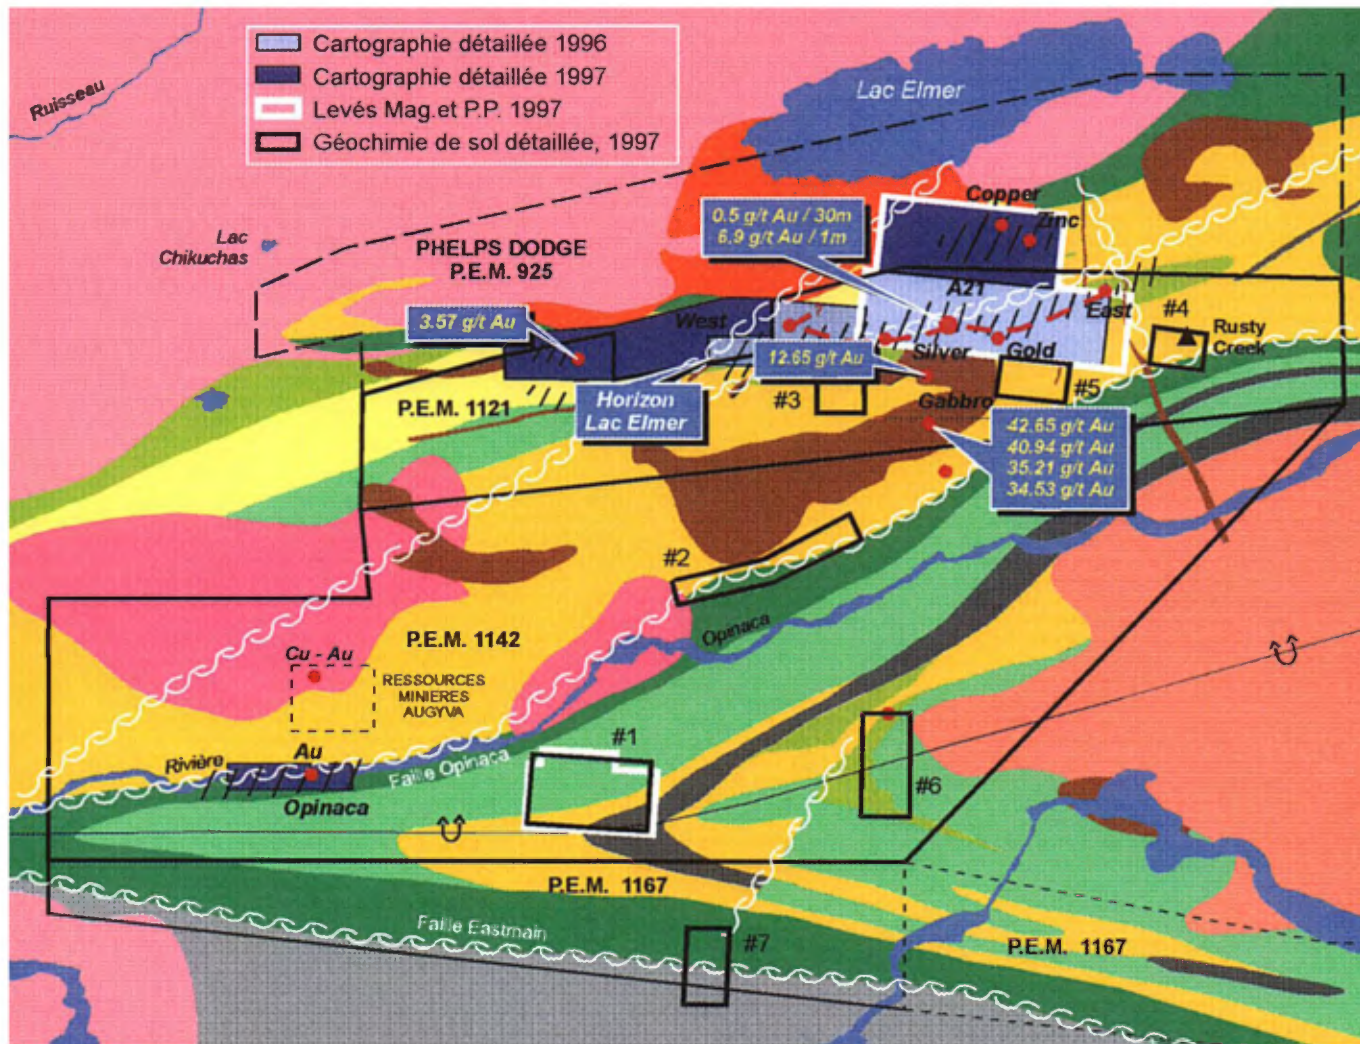 Cartographie détaillée 1996
Cartographie détaillée 1997
Levés Mag.et P.P. 1997
Géochimie de sol détaillée, 1997
Ruisseau
Lac Elmer
Lac
Chikuchas
PHELPS DODGE
P.E.M. 925
0.5 g/t Au / 30m
6.9 g/t Au / 1m
Copper
Zinc
A21
East
West
3.57 g/t Au
12.65 g/t Au
Silver
Gold
#4
Rusty
Creek
#5
#3
Gabbro
P.E.M. 1121
Horizon
Lac Elmer
42.65 g/t Au
40.94 g/t Au
35.21 g/t Au
34.53 g/t Au
#2
Opinaca
P.E.M. 1142
Cu - Au
RESSOURCES
MINIERES
AUGYVA
Rivière
Au
Opinaca
Faille Opinaca
#1
#6
P.E.M. 1167
Faille Eastmain
#7
P.E.M. 1167